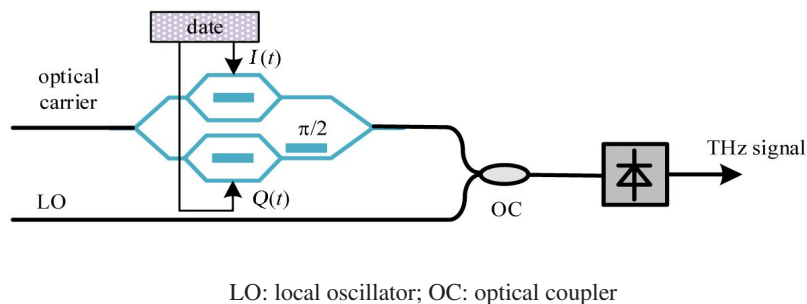 date
I(t)
optical
carrier
π/2
THz signal
LO
Q(t)
OC
LO: local oscillator; OC: optical coupler